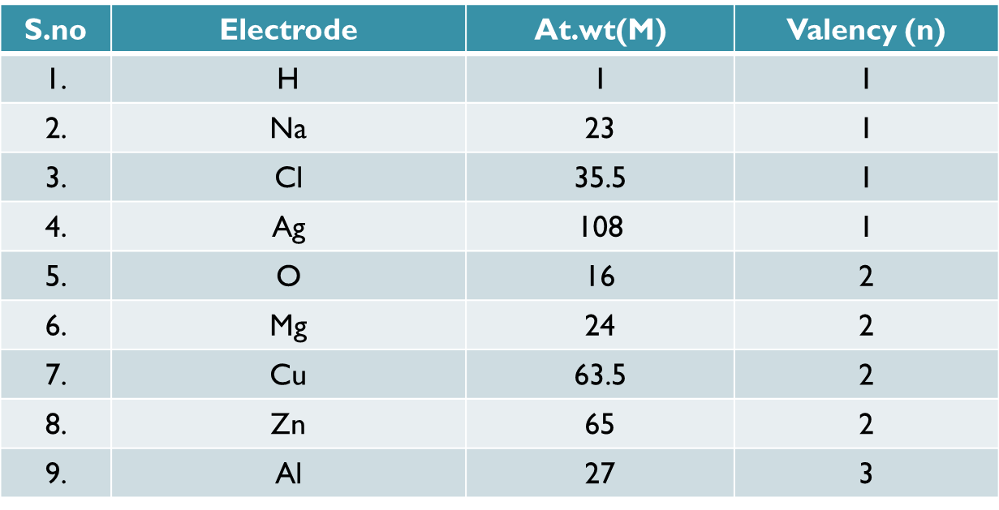 S.no Electrode At.wt(M) Valency (n)
1. H 1 1
2. Na 23 1
3. Cl 35.5 1
4. Ag 108 1
5. O 16 2
6. Mg 24 2
7. Cu 63.5 2
8. Zn 65 2
9. Al 27 3